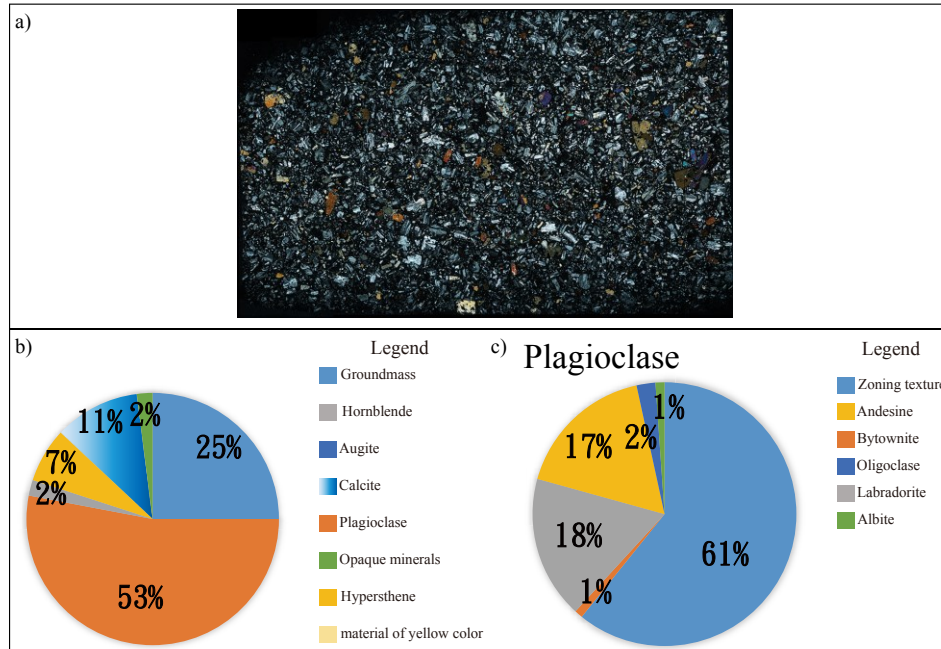 a)
b)
Legend
Groundmass
Hornblende
Augite
Calcite
Plagioclase
Opaque minerals
Hypersthene
material of yellow color
25%
53%
2%
7%
11%
2%
c)
Plagioclase
Legend
Zoning texture
Andesine
Bytownite
Oligoclase
Labradorite
Albite
61%
1%
18%
17%
2%
1%